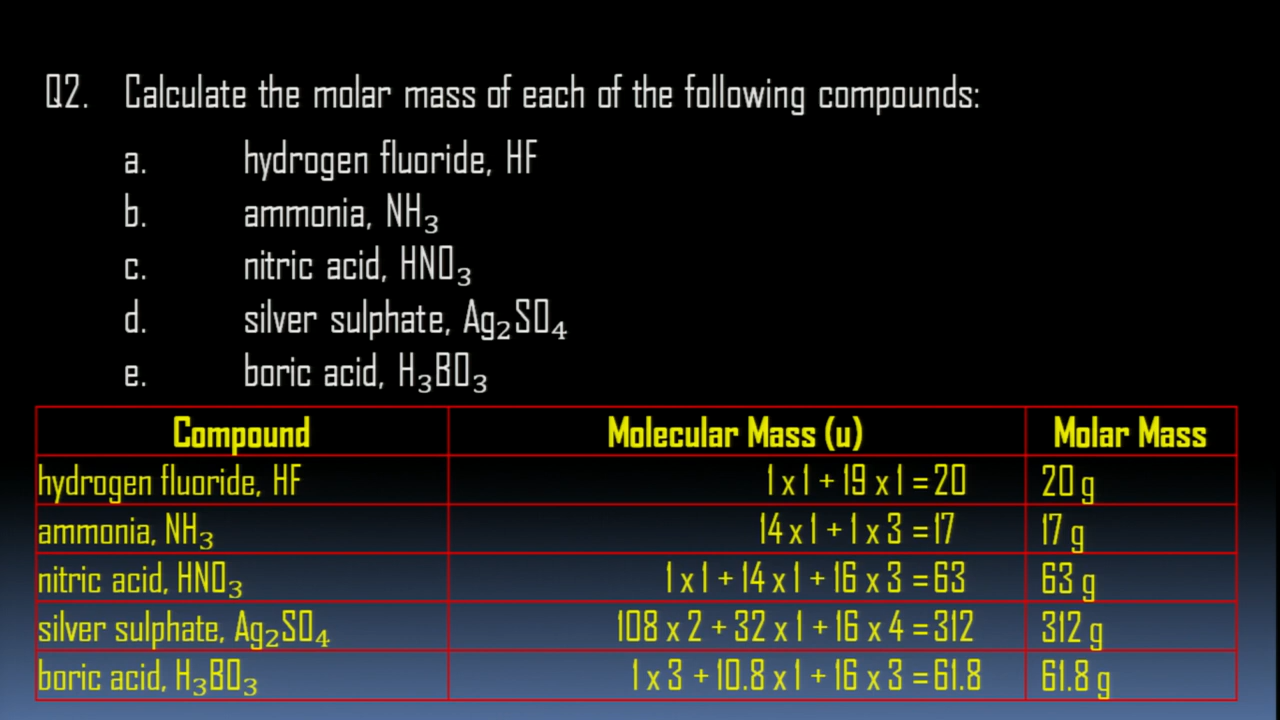 Q2. Calculate the molar mass of each of the following compounds:
a. hydrogen fluoride, HF
b. ammonia, NH₃
c. nitric acid, HNO₃
d. silver sulphate, Ag₂SO₄
e. boric acid, H₃BO₃
Compound Molecular Mass (u) Molar Mass
hydrogen fluoride, HF 1 x 1 + 19 x 1 = 20 20 g
ammonia, NH₃ 14 x 1 + 1 x 3 = 17 17 g
nitric acid, HNO₃ 1 x 1 + 14 x 1 + 16 x 3 = 63 63 g
silver sulphate, Ag₂SO₄ 108 x 2 + 32 x 1 + 16 x 4 = 312 312 g
boric acid, H₃BO₃ 1 x 3 + 10.8 x 1 + 16 x 3 = 61.8 61.8 g